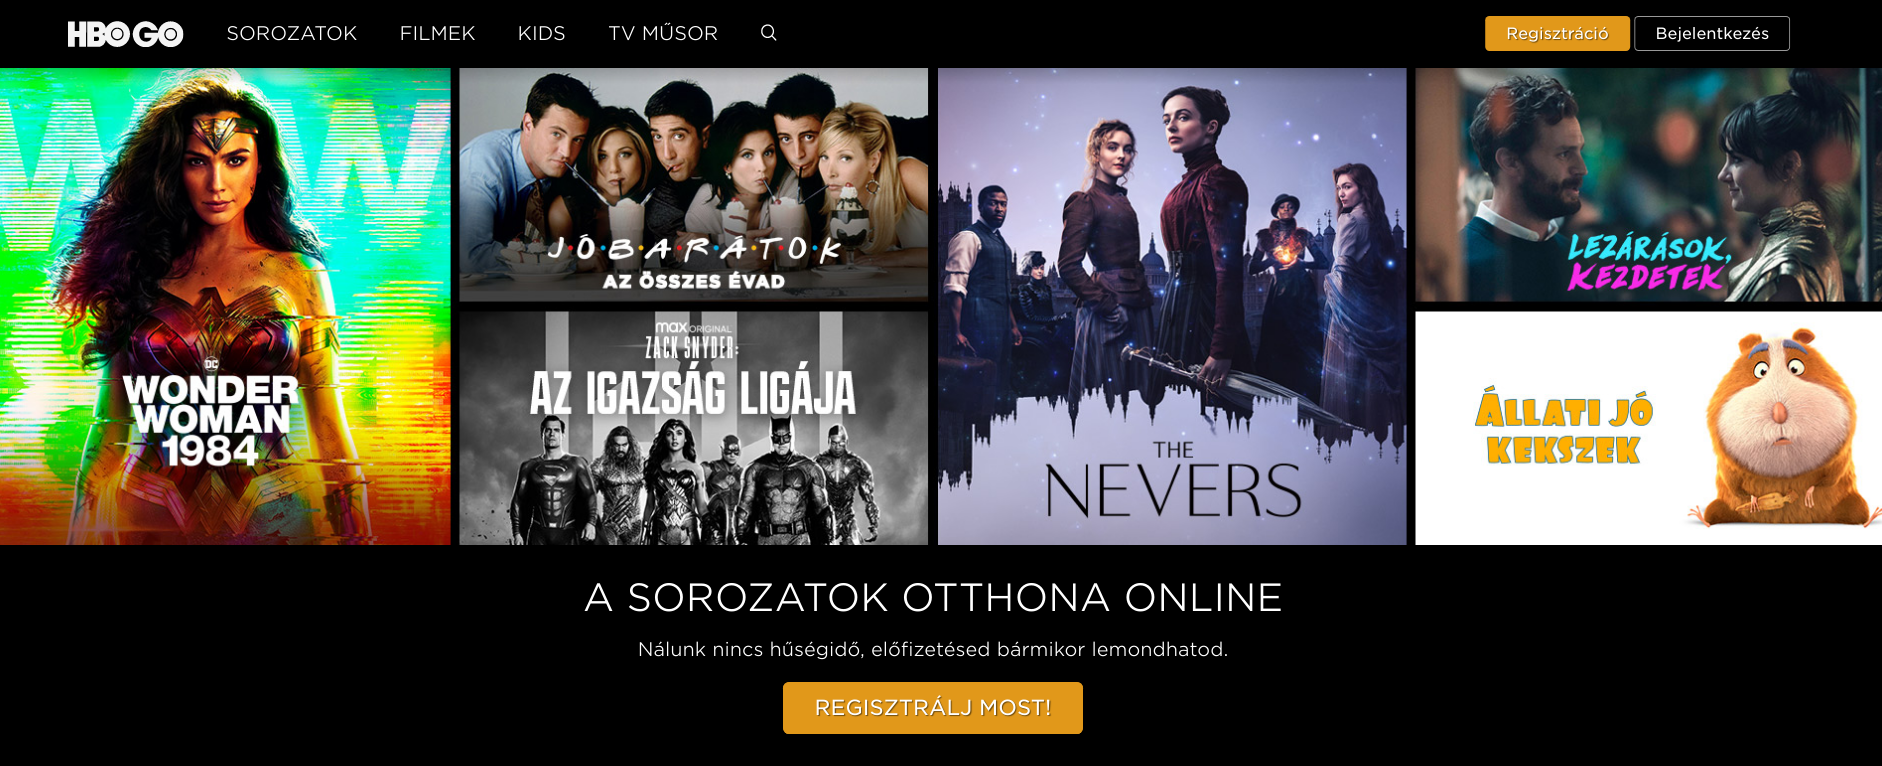 HBO GO
SOROZATOK
FILMEK
KIDS
TV MŰSOR
Regisztráció
Bejelentkezés
WW
DC
WONDER
WOMAN
1984
JÓBARÁTOK
AZ ÖSSZES ÉVAD
max ORIGINAL
ZACK SNYDER:
AZ IGAZSÁG LIGÁJA
THE
NEVERS
LEZÁRÁSOK,
KEZDETEK
ÁLLATI JÓ
KEKSZEK
A SOROZATOK OTTHONA ONLINE
Nálunk nincs hűségidő, előfizetésed bármikor lemondhatod.
REGISZTRÁLJ MOST!